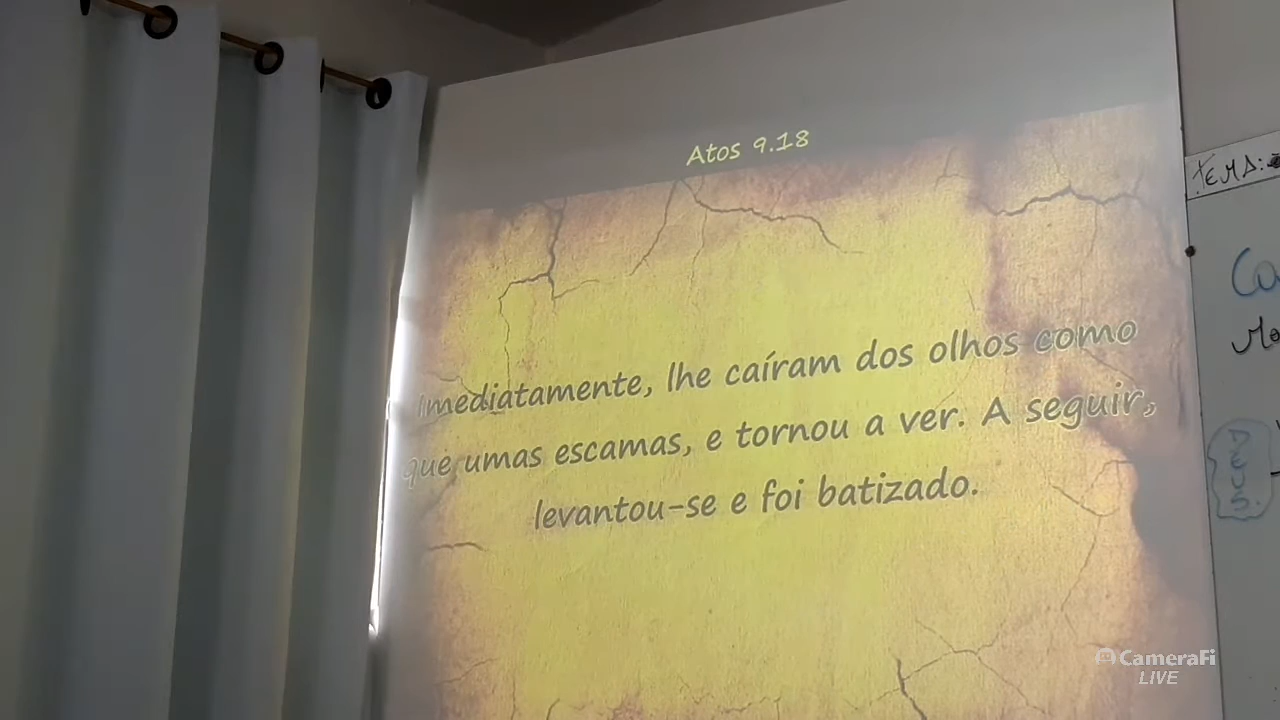 Atos 9.18
Imediatamente, lhe caíram dos olhos como
que umas escamas, e tornou a ver. A seguir,
levantou-se e foi batizado.
TEMA:
DEUS.
CameraFi
LIVE